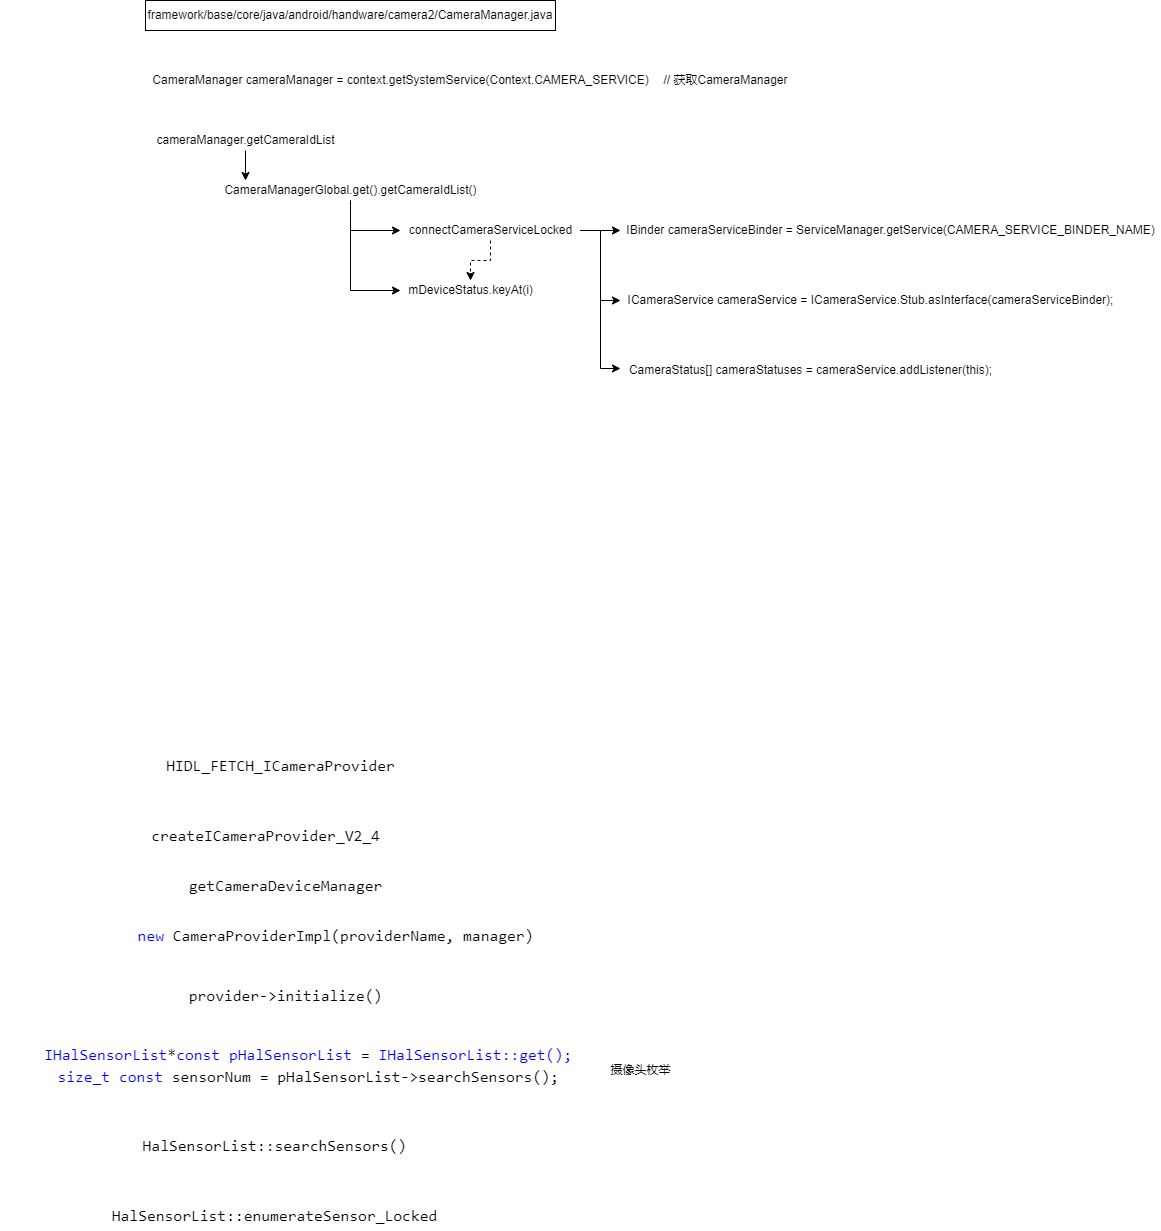 framework/base/core/java/android/handware/camera2/CameraManager.java
CameraManager cameraManager = context.getSystemService(Context.CAMERA_SERVICE) // 获取CameraManager
cameraManager.getCameraIdList
CameraManagerGlobal.get().getCameraIdList()
connectCameraServiceLocked
IBinder cameraServiceBinder = ServiceManager.getService(CAMERA_SERVICE_BINDER_NAME)
mDeviceStatus.keyAt(i)
ICameraService cameraService = ICameraService.Stub.asInterface(cameraServiceBinder);
CameraStatus[] cameraStatuses = cameraService.addListener(this);
HIDL_FETCH_ICameraProvider
createICameraProvider_V2_4
getCameraDeviceManager
new CameraProviderImpl(providerName, manager)
provider->initialize()
IHalSensorList*const pHalSensorList = IHalSensorList::get();
size_t const sensorNum = pHalSensorList->searchSensors();
摄像头枚举
HalSensorList::searchSensors()
HalSensorList::enumerateSensor_Locked